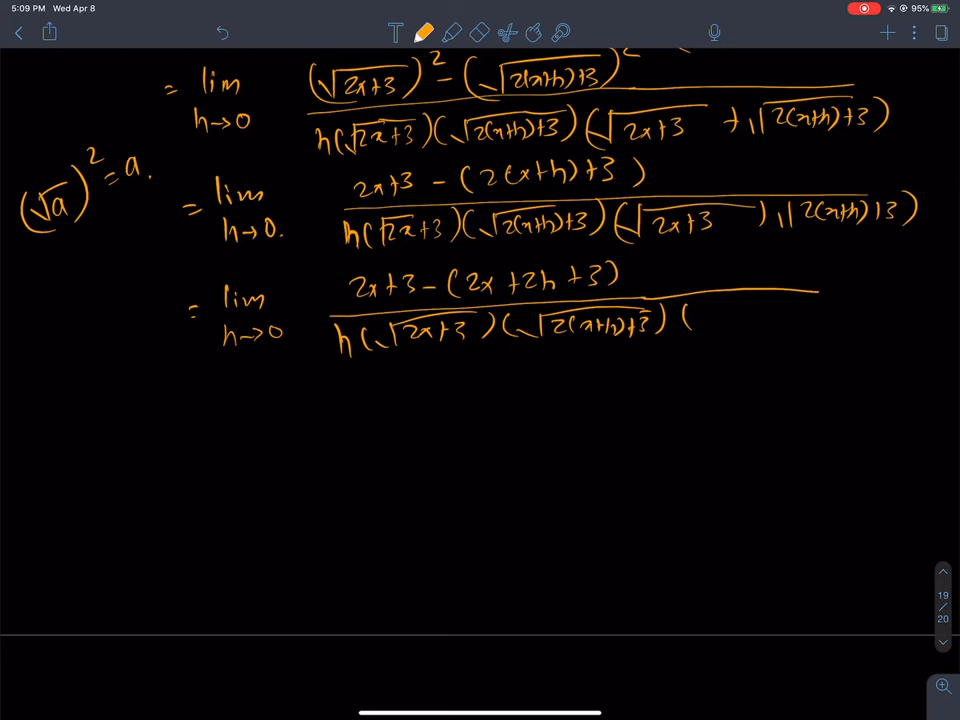 5:09 PM Wed Apr 8
95%
= lim h→0 (√2x+3)² - (√2(x+h)+3)²
h(√2x+3)(√2(x+h)+3)(√2x+3 + √2(x+h)+3)
(√a)² = a.
= lim h→0. 2x+3 - (2(x+h)+3)
h(√2x+3)(√2(x+h)+3)(√2x+3 ) √2(x+h)+3)
= lim h→0 2x+3 - (2x+2h+3)
h(√2x+3)(√2(x+h)+3)(
19
/
20